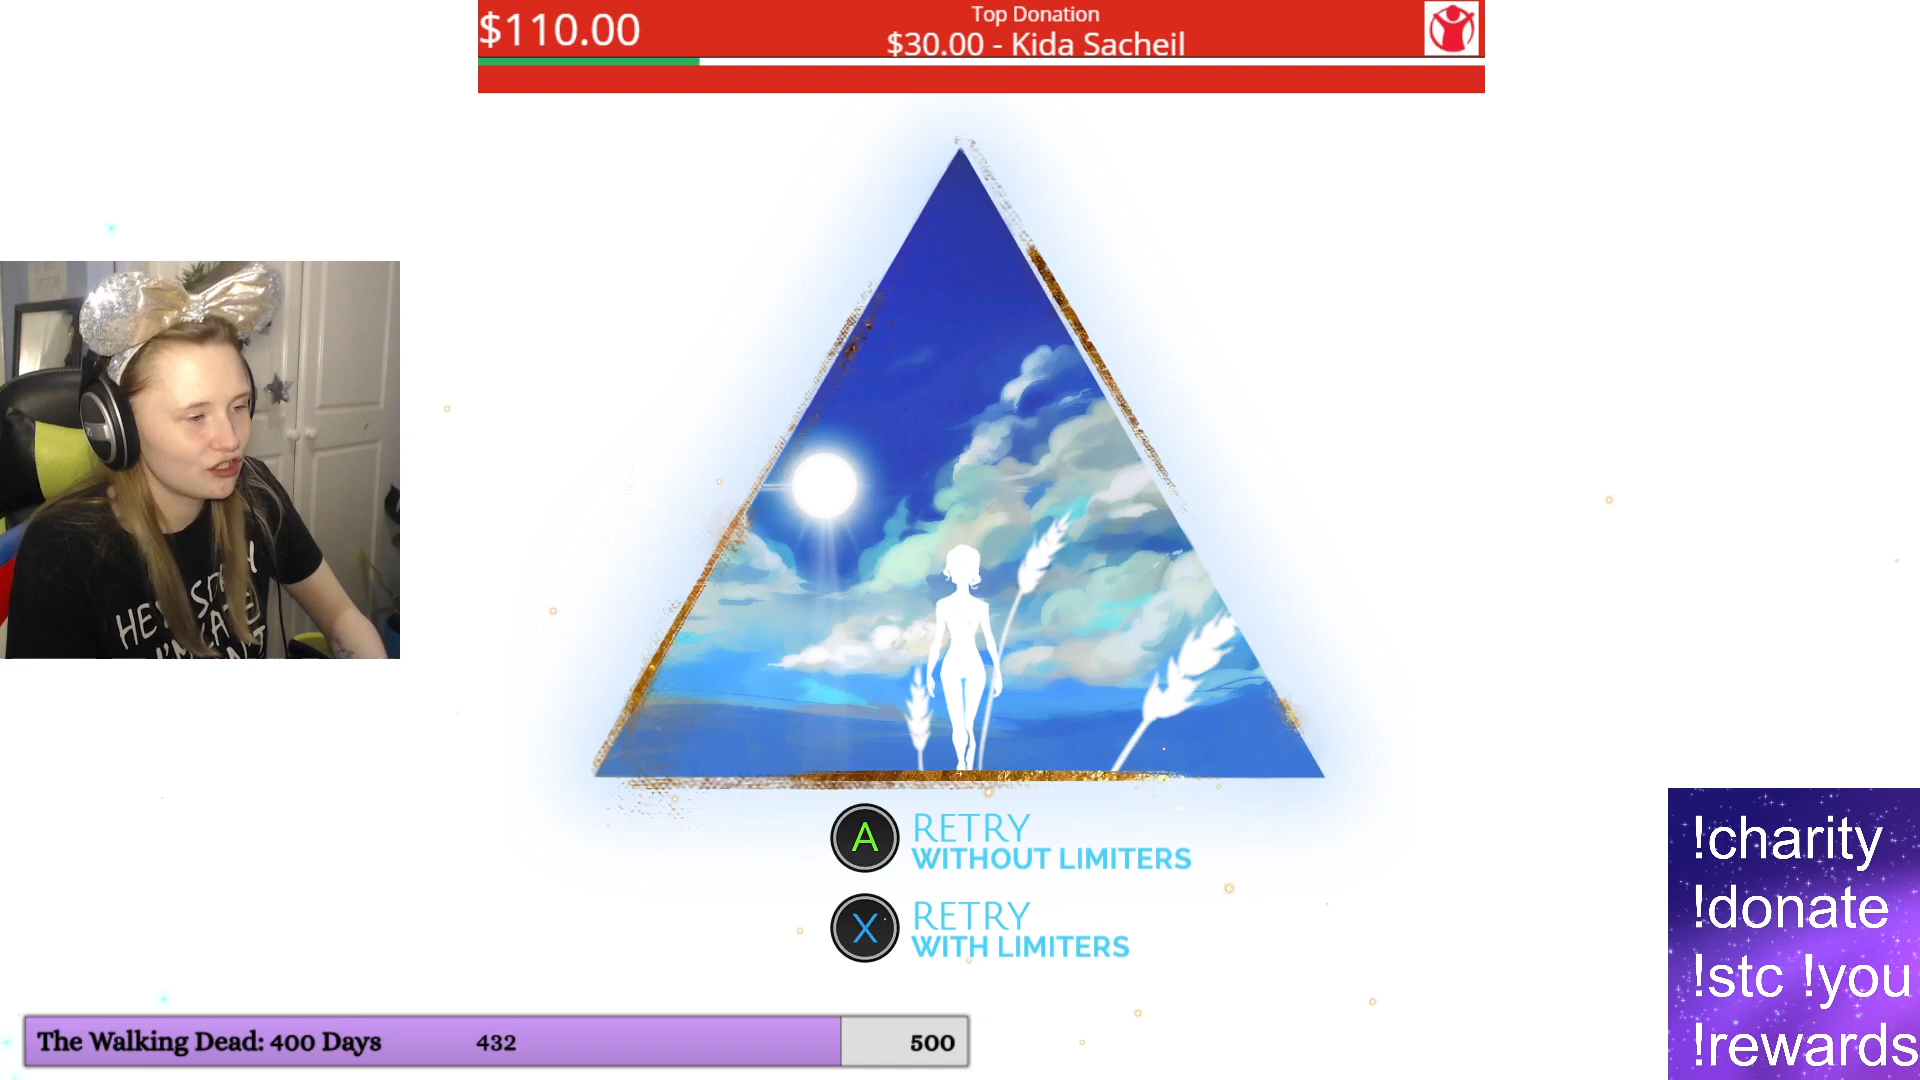 $110.00
Top Donation
$30.00 - Kida Sacheil
A RETRY
WITHOUT LIMITERS
X RETRY
WITH LIMITERS
The Walking Dead: 400 Days 432 500
!charity
!donate
!stc !you
!rewards